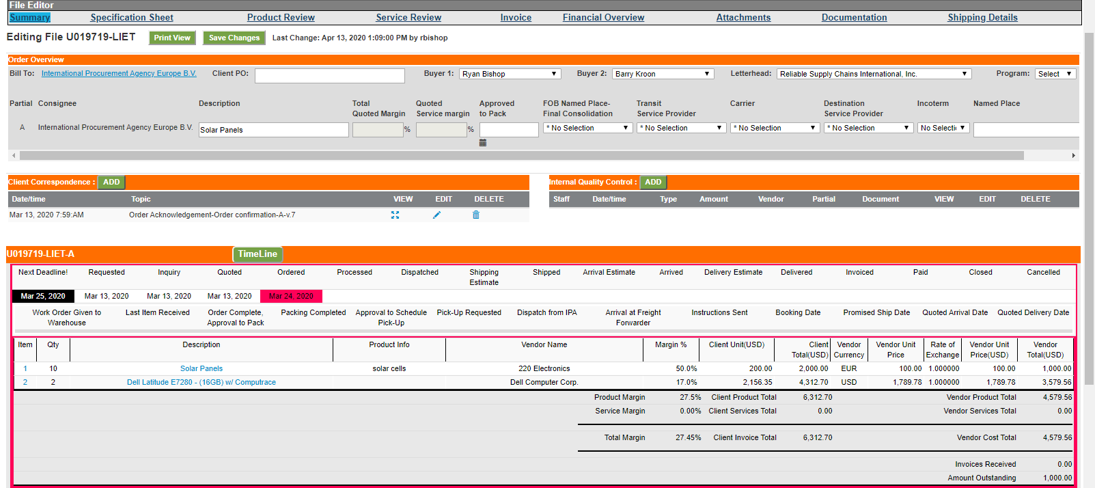 File Editor
Summary Specification Sheet Product Review Service Review Invoice Financial Overview Attachments Documentation Shipping Details
Editing File U019719-LIET Print View Save Changes Last Change: Apr 13, 2020 1:09:00 PM by rbishop
Order Overview
Bill To: International Procurement Agency Europe B.V. Client PO: Buyer 1: Ryan Bishop Buyer 2: Barry Kroon Letterhead: Reliable Supply Chains International, Inc. Program: Select
Partial Consignee Description Total Quoted Approved FOB Named Place- Transit Carrier Destination Incoterm Named Place
Quoted Margin Service margin to Pack Final Consolidation Service Provider Service Provider
A International Procurement Agency Europe B.V. Solar Panels % % * No Selection * No Selection * No Selection * No Selection No Selecti
Client Correspondence : ADD Internal Quality Control : ADD
Date/time Topic VIEW EDIT DELETE Staff Date/time Type Amount Vendor Partial Document VIEW EDIT DELETE
Mar 13, 2020 7:59:AM Order Acknowledgement-Order confirmation-A-v.7
U019719-LIET-A TimeLine
Next Deadline! Requested Inquiry Quoted Ordered Processed Dispatched Shipping Shipped Arrival Estimate Arrived Delivery Estimate Delivered Invoiced Paid Closed Cancelled
Estimate
Mar 25, 2020 Mar 13, 2020 Mar 13, 2020 Mar 13, 2020 Mar 24, 2020
Work Order Given to Last Item Received Order Complete, Packing Completed Approval to Schedule Pick-Up Requested Dispatch from IPA Arrival at Freight Instructions Sent Booking Date Promised Ship Date Quoted Arrival Date Quoted Delivery Date
Warehouse Approval to Pack Pick-Up Forwarder
Item Qty Description Product Info Vendor Name Margin % Client Unit(USD) Client Vendor Vendor Unit Rate of Vendor Unit Vendor
Total(USD) Currency Price Exchange Price(USD) Total(USD)
1 10 Solar Panels solar cells 220 Electronics 50.0% 200.00 2,000.00 EUR 100.00 1.000000 100.00 1,000.00
2 2 Dell Latitude E7280 - (16GB) w/ Computrace Dell Computer Corp. 17.0% 2,156.35 4,312.70 USD 1,789.78 1.000000 1,789.78 3,579.56
Product Margin 27.5% Client Product Total 6,312.70 Vendor Product Total 4,579.56
Service Margin 0.00% Client Services Total 0.00 Vendor Services Total 0.00
Total Margin 27.45% Client Invoice Total 6,312.70 Vendor Cost Total 4,579.56
Invoices Received 0.00
Amount Outstanding 1,000.00